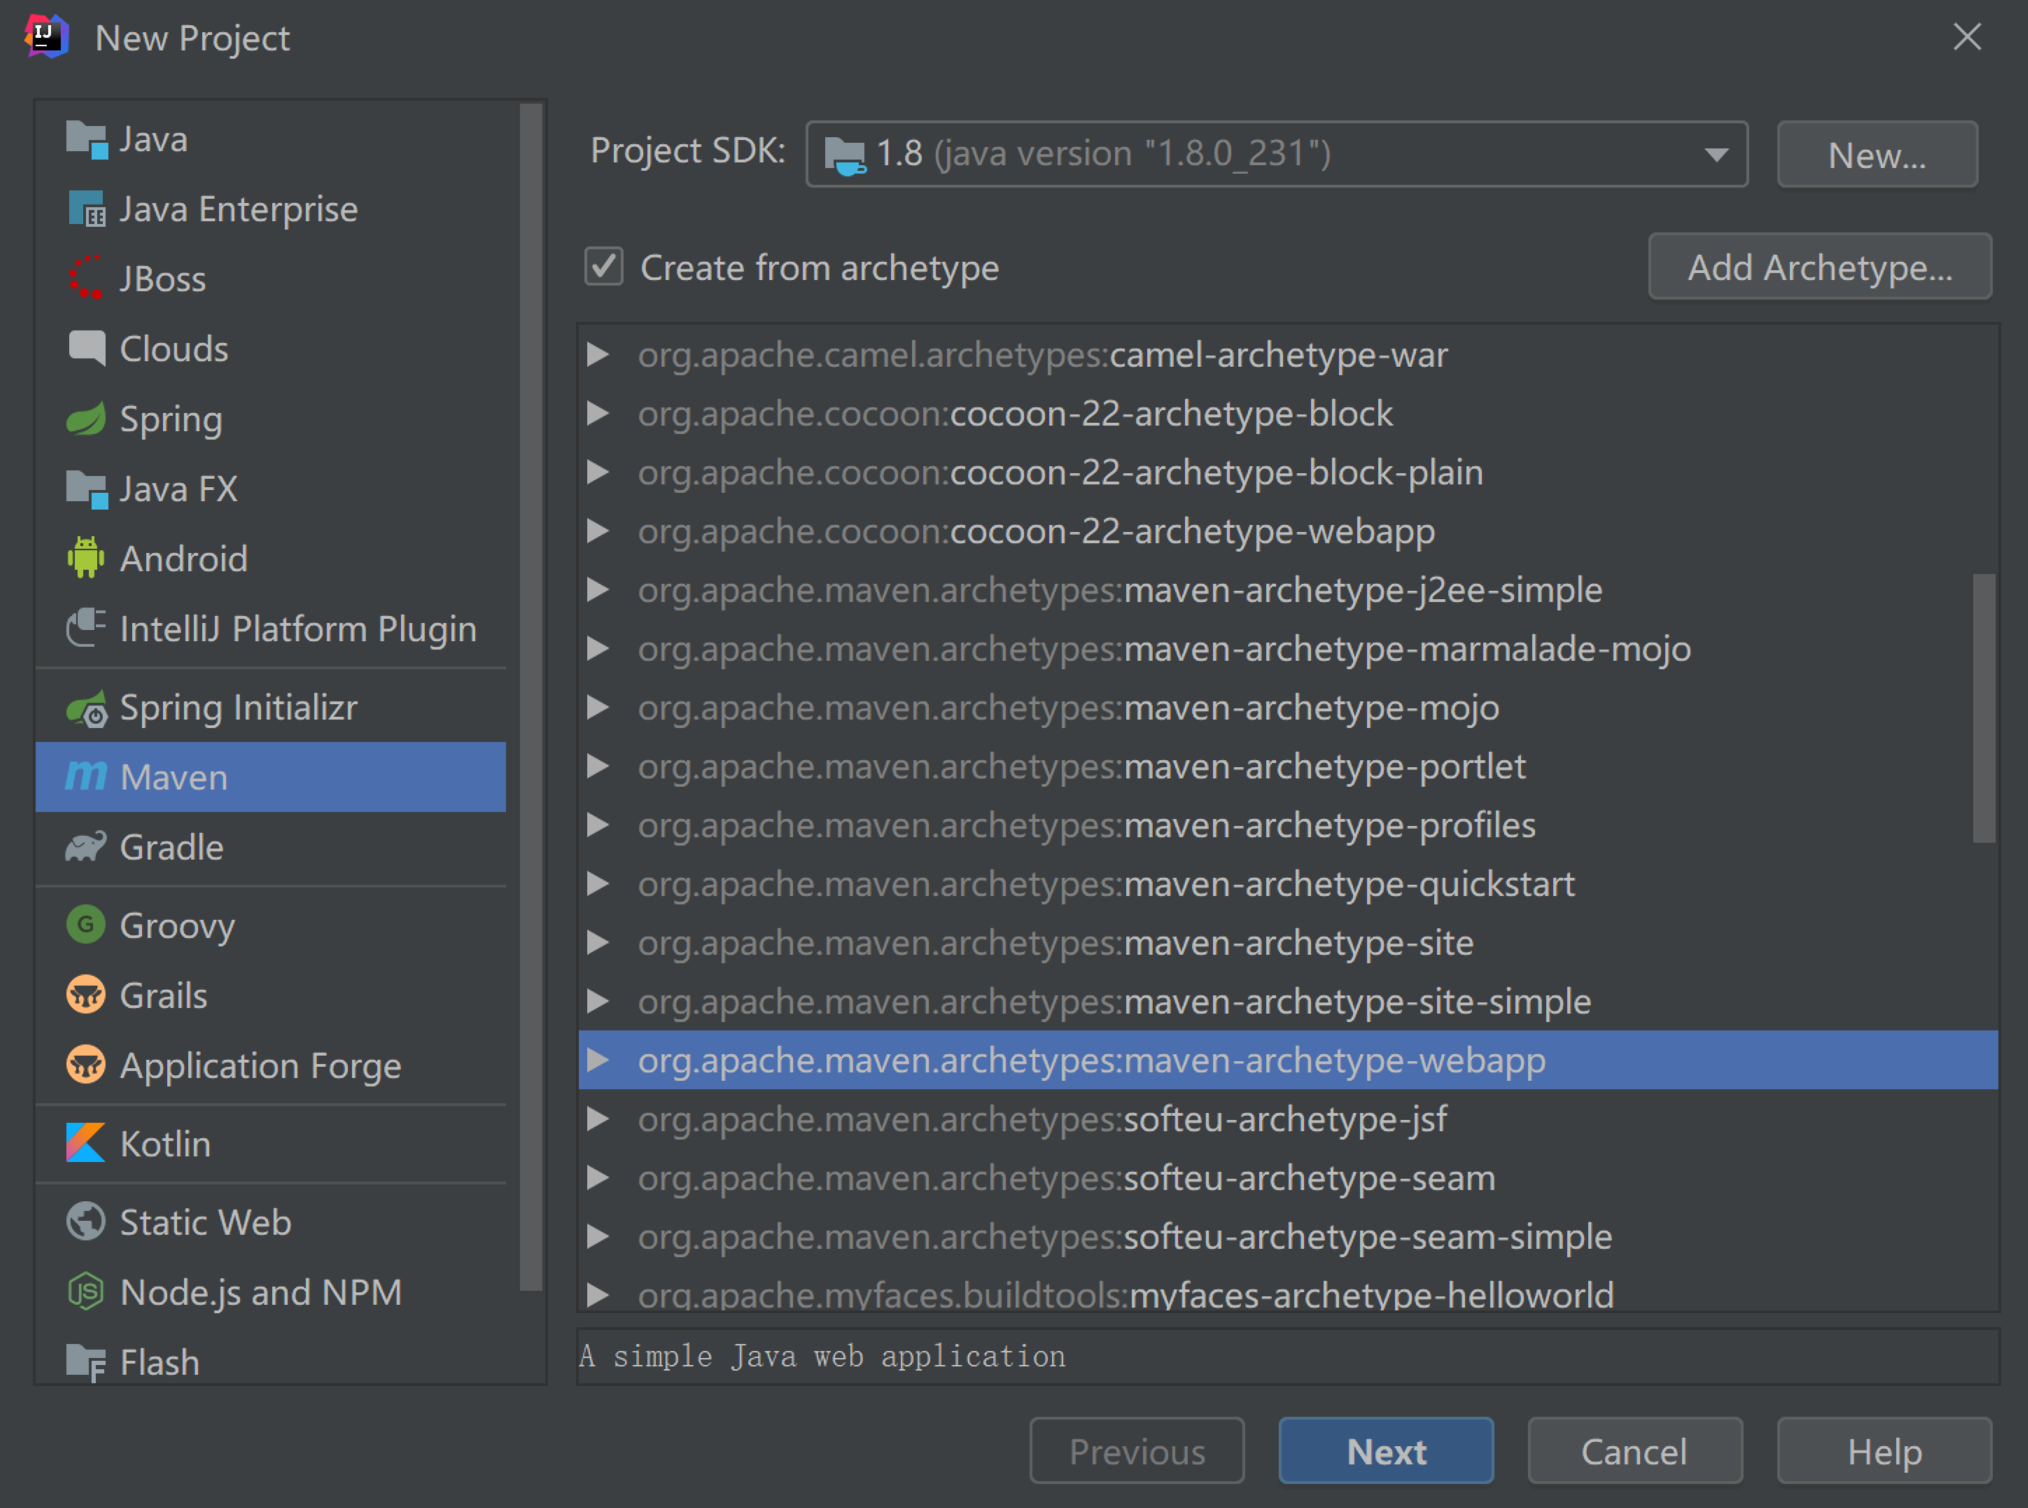 New Project
Java
Java Enterprise
JBoss
Clouds
Spring
Java FX
Android
IntelliJ Platform Plugin
Spring Initializr
Maven
Gradle
Groovy
Grails
Application Forge
Kotlin
Static Web
Node.js and NPM
Flash
Project SDK: 1.8 (java version "1.8.0_231") New...
Create from archetype Add Archetype...
org.apache.camel.archetypes:camel-archetype-war
org.apache.cocoon:cocoon-22-archetype-block
org.apache.cocoon:cocoon-22-archetype-block-plain
org.apache.cocoon:cocoon-22-archetype-webapp
org.apache.maven.archetypes:maven-archetype-j2ee-simple
org.apache.maven.archetypes:maven-archetype-marmalade-mojo
org.apache.maven.archetypes:maven-archetype-mojo
org.apache.maven.archetypes:maven-archetype-portlet
org.apache.maven.archetypes:maven-archetype-profiles
org.apache.maven.archetypes:maven-archetype-quickstart
org.apache.maven.archetypes:maven-archetype-site
org.apache.maven.archetypes:maven-archetype-site-simple
org.apache.maven.archetypes:maven-archetype-webapp
org.apache.maven.archetypes:softeu-archetype-jsf
org.apache.maven.archetypes:softeu-archetype-seam
org.apache.maven.archetypes:softeu-archetype-seam-simple
org.apache.myfaces.buildtools:myfaces-archetype-helloworld
A simple Java web application
Previous Next Cancel Help